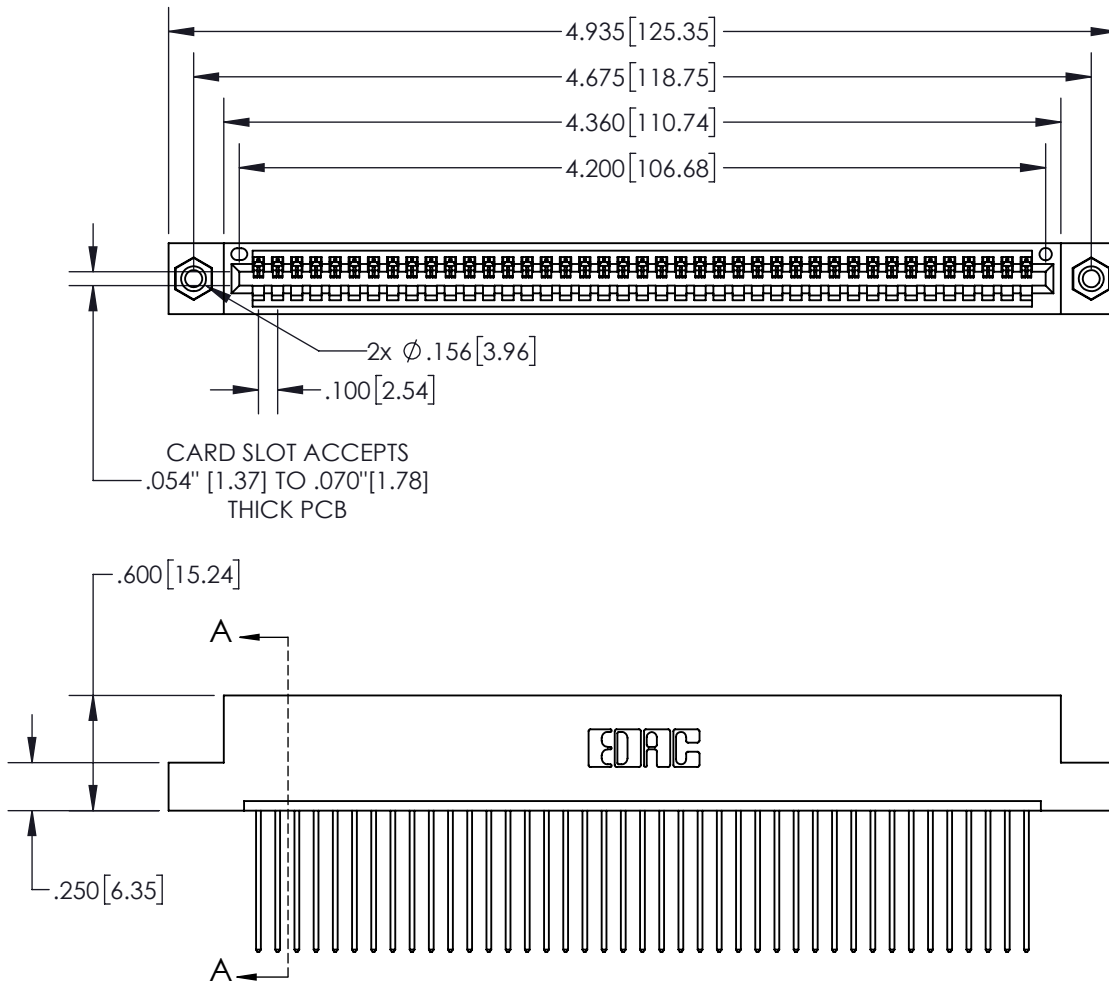 4.935[125.35]
4.675[118.75]
4.360[110.74]
4.200[106.68]
2x Ø .156[3.96]
.100[2.54]
CARD SLOT ACCEPTS
.054" [1.37] TO .070"[1.78]
THICK PCB
.600[15.24]
A
EDAC
.250[6.35]
A